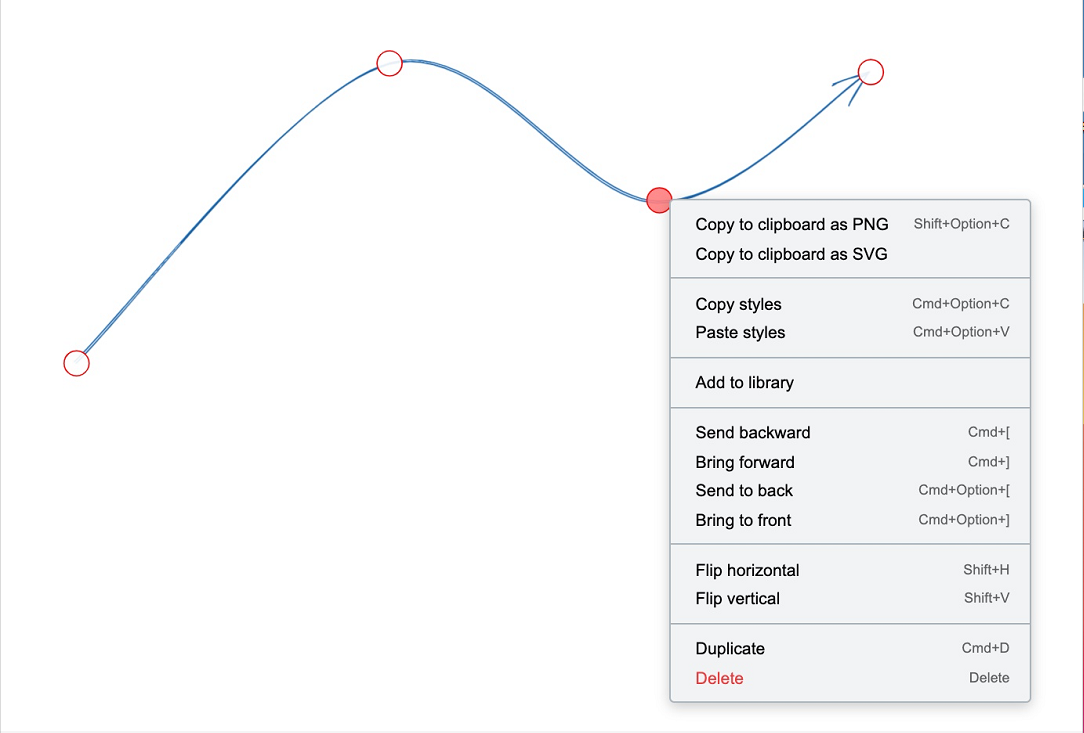 Copy to clipboard as PNG Shift+Option+C
Copy to clipboard as SVG
Copy styles Cmd+Option+C
Paste styles Cmd+Option+V
Add to library
Send backward Cmd+[
Bring forward Cmd+]
Send to back Cmd+Option+[
Bring to front Cmd+Option+]
Flip horizontal Shift+H
Flip vertical Shift+V
Duplicate Cmd+D
Delete Delete